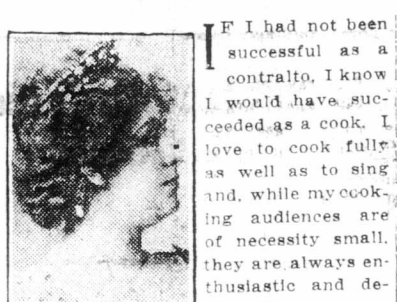 IF I had not been
successful as a
contralto, I know
I would have suc-
ceeded as a cook. I
love to cook fully
as well as to sing
and, while my cook-
ing audiences are
of necessity small,
they are always en-
thusiastic and de-